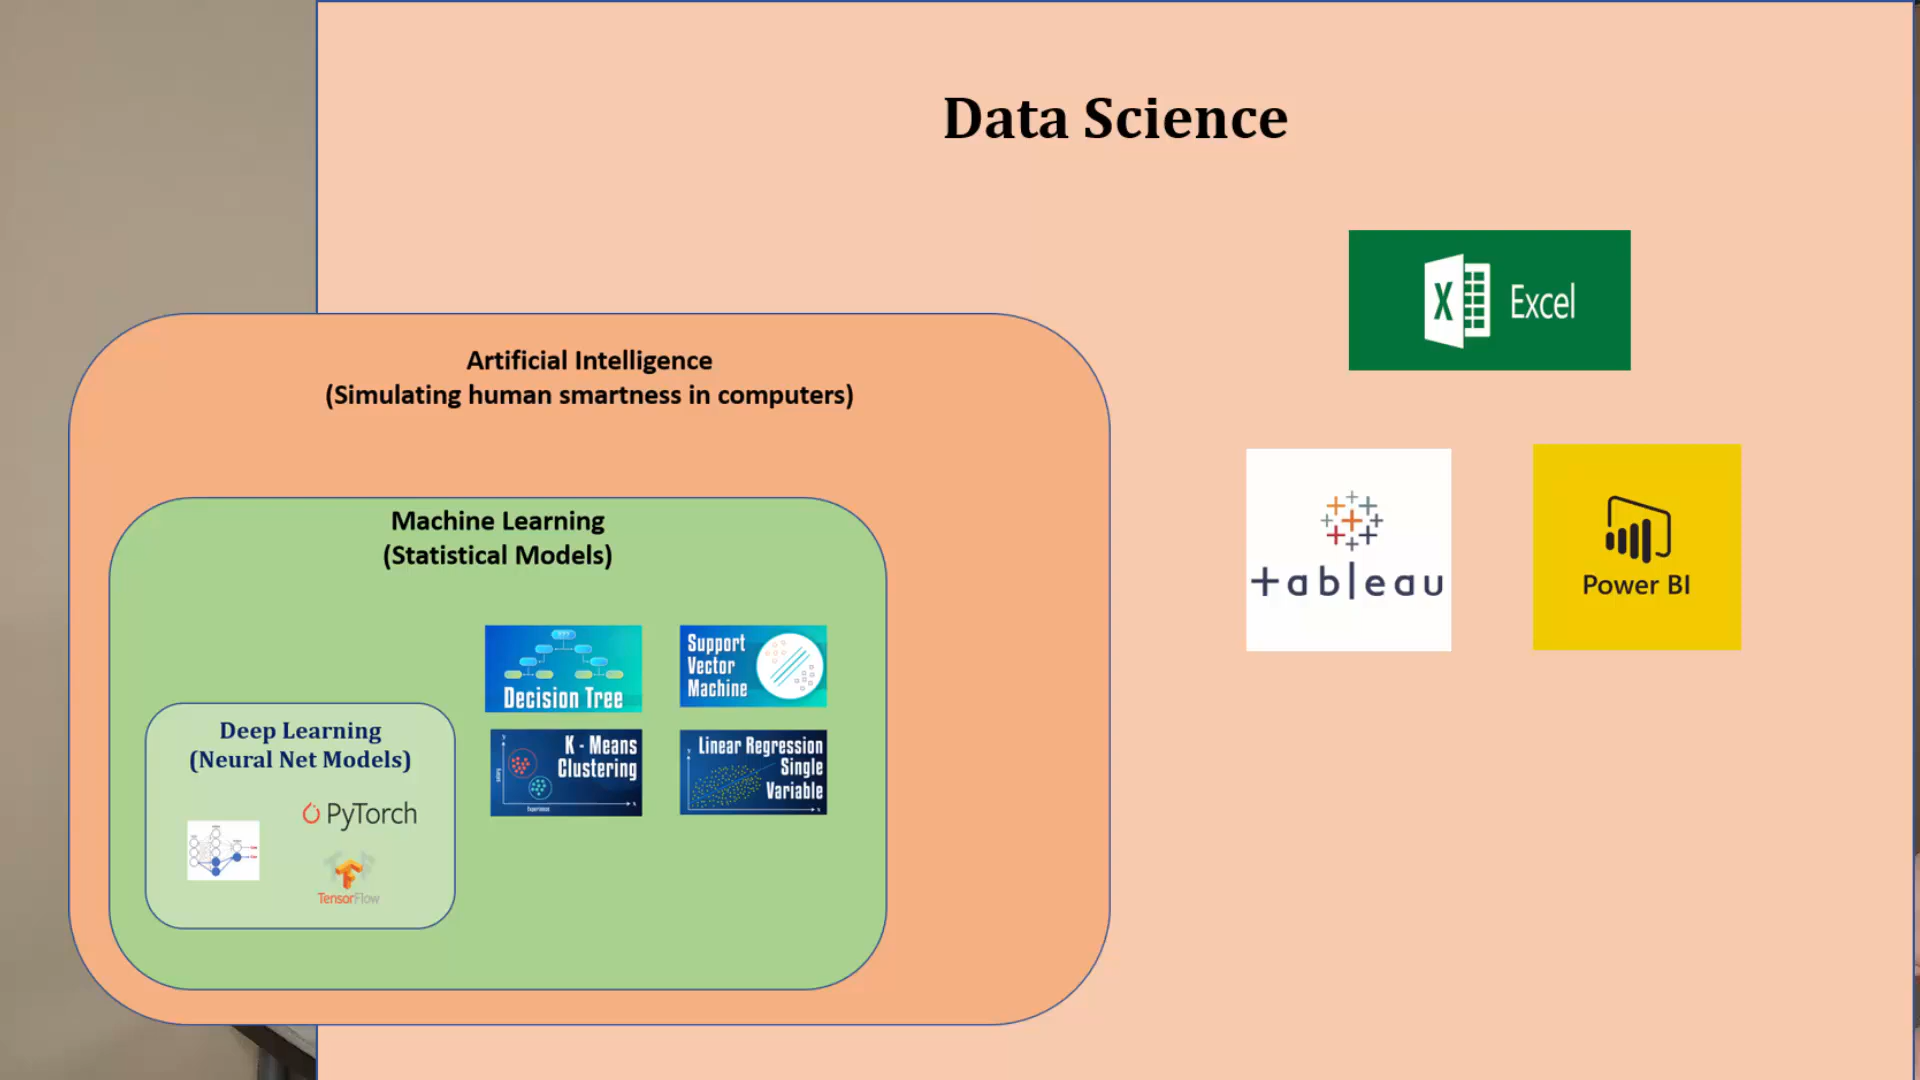 Data Science
Excel
Artificial Intelligence
(Simulating human smartness in computers)
+ableau
Power BI
Machine Learning
(Statistical Models)
???
Decision Tree
Support
Vector
Machine
K - Means
Clustering
Linear Regression
Single
Variable
Deep Learning
(Neural Net Models)
PyTorch
TensorFlow